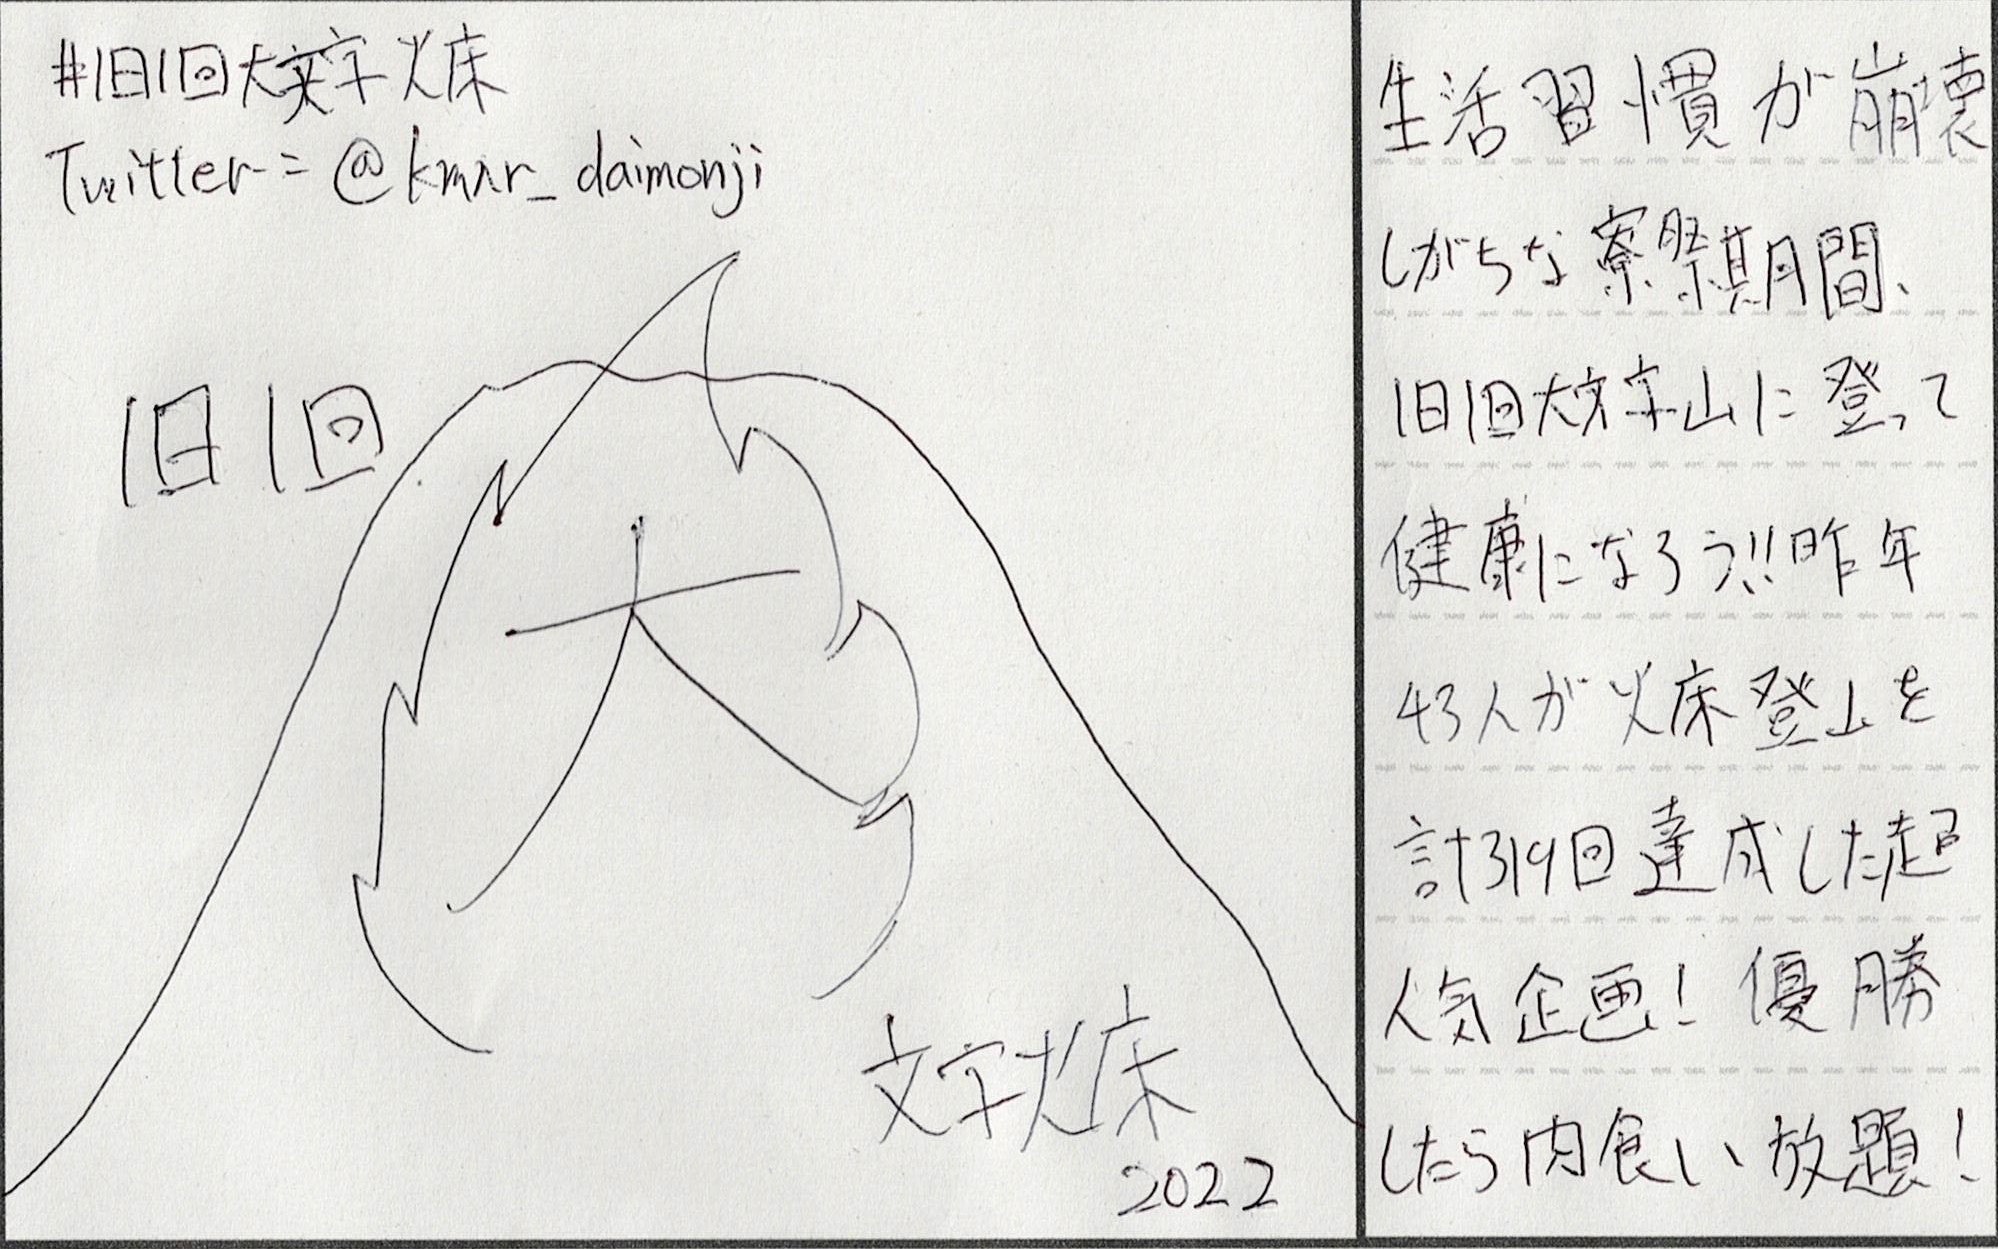 #1日1回大文字火床
Twitter= @kmnr_daimonji
1日1回
大
文字火床
2022
生活習慣が崩壊
しがちな寮祭期間、
1日1回大文字山に登って
健康になろう!!昨年
43人が火床登山を
計319回達成した超
人気企画! 優勝
したら肉食い放題!